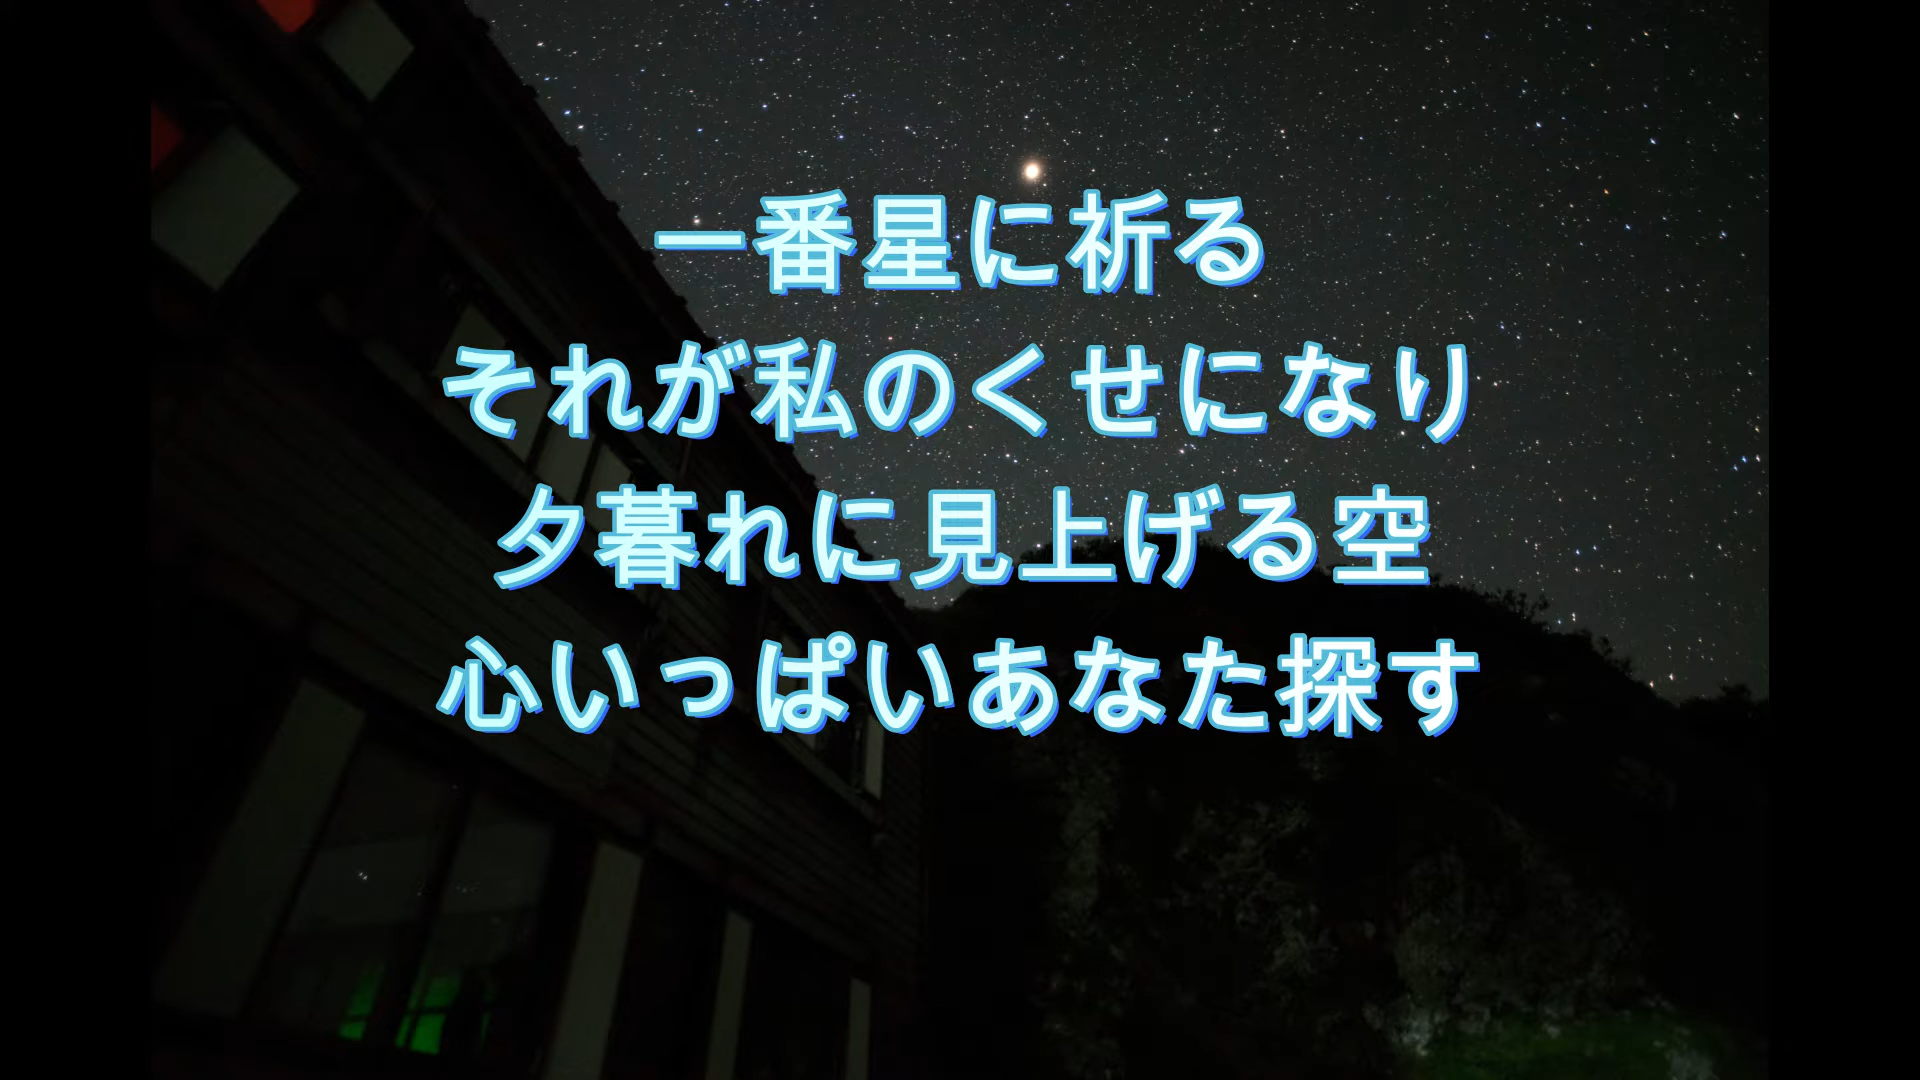 一番星に祈る
それが私のくせになり
夕暮れに見上げる空
心いっぱいあなた探す